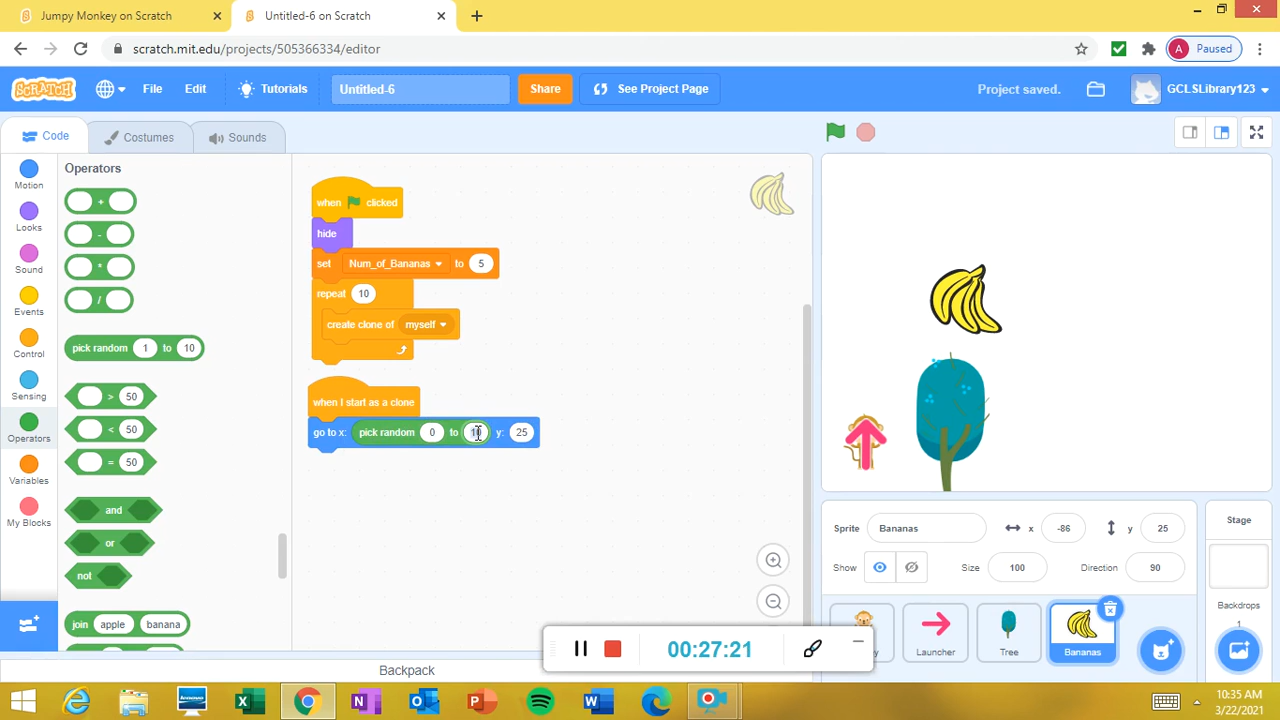 Jumpy Monkey on Scratch
Untitled-6 on Scratch
scratch.mit.edu/projects/505366334/editor
A Paused
SCRATCH
File
Edit
Tutorials
Untitled-6
Share
See Project Page
Project saved.
GCLSLibrary123
Code
Costumes
Sounds
Motion
Looks
Sound
Events
Control
Sensing
Operators
Variables
My Blocks
Operators
+
-
*
/
pick random 1 to 10
> 50
< 50
= 50
and
or
not
join apple banana
when clicked
hide
set Num_of_Bananas to 5
repeat 10
create clone of myself
when I start as a clone
go to x: pick random 0 to 10 y: 25
Sprite Bananas x -86 y 25
Show Size 100 Direction 90
Launcher
Tree
Bananas
Stage
Backdrops
1
Backpack
00:27:21
10:35 AM
3/22/2021